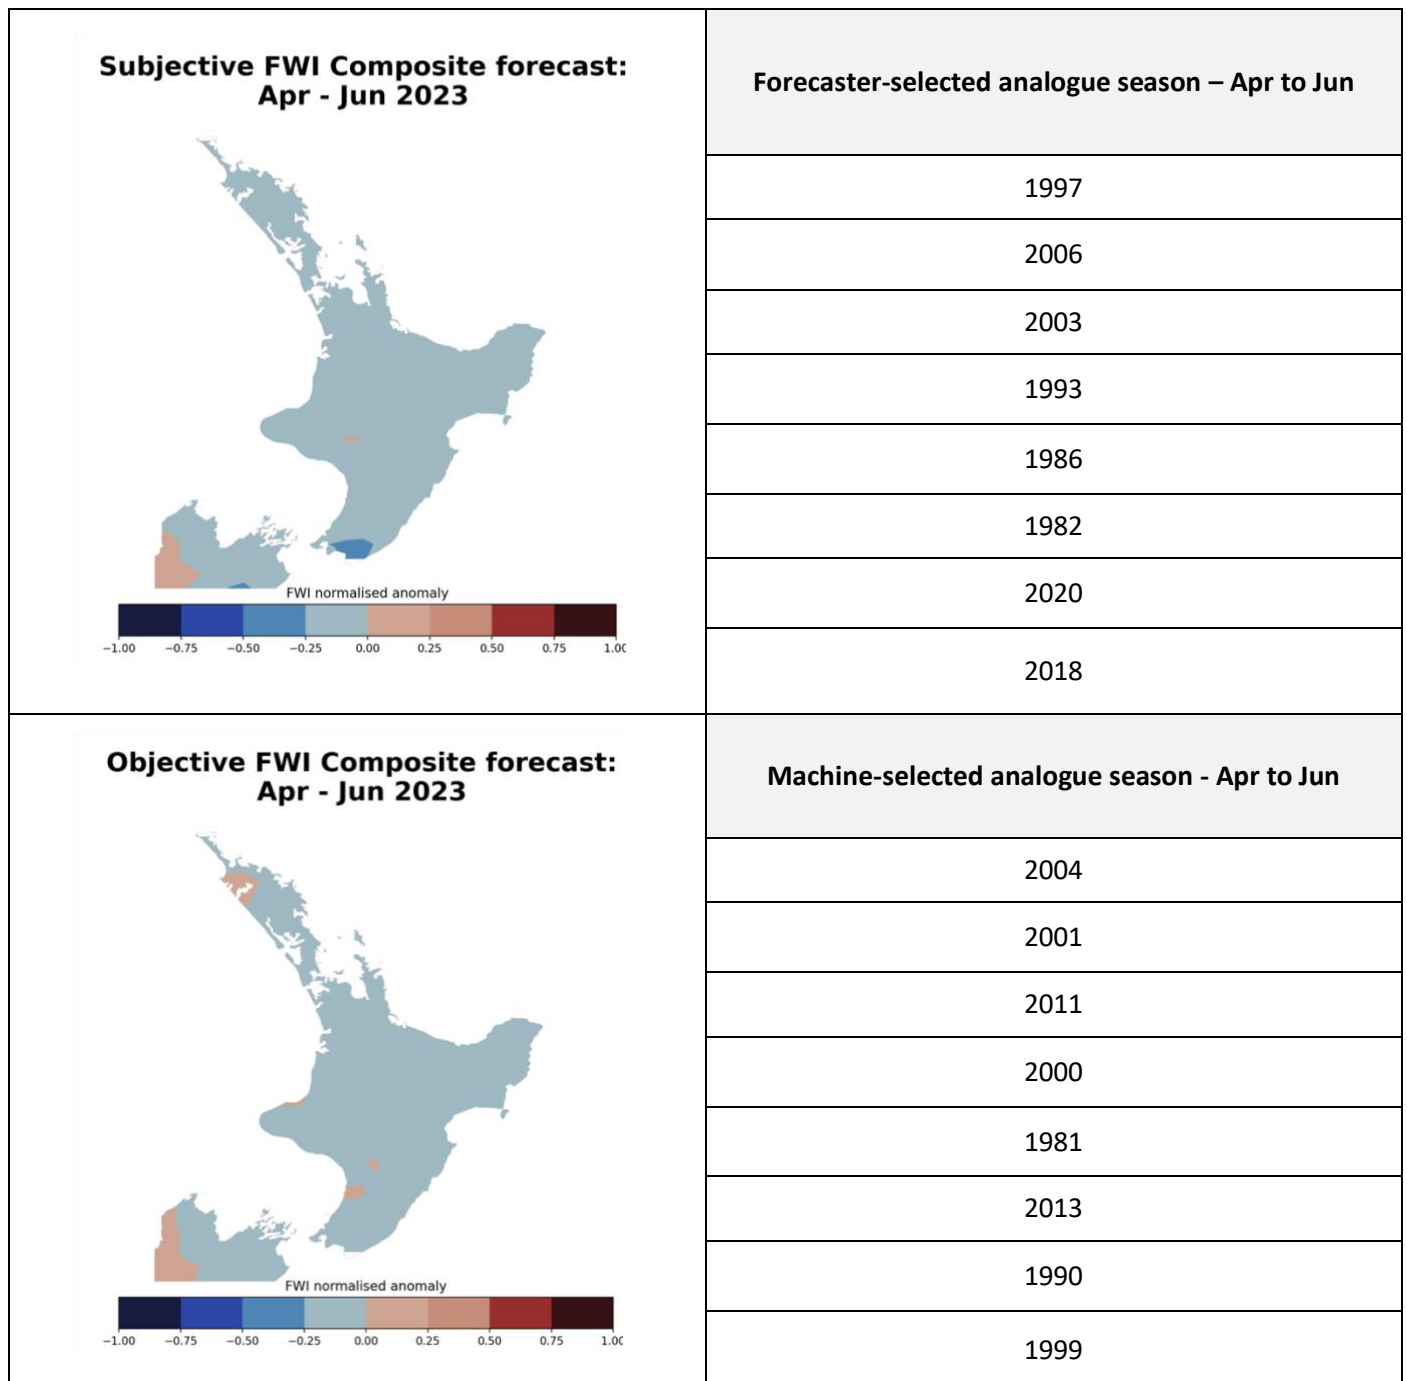 Subjective FWI Composite forecast:
Apr - Jun 2023
FWI normalised anomaly
−1.00 −0.75 −0.50 −0.25 0.00 0.25 0.50 0.75 1.00
Forecaster-selected analogue season – Apr to Jun
1997
2006
2003
1993
1986
1982
2020
2018
Objective FWI Composite forecast:
Apr - Jun 2023
FWI normalised anomaly
−1.00 −0.75 −0.50 −0.25 0.00 0.25 0.50 0.75 1.00
Machine-selected analogue season - Apr to Jun
2004
2001
2011
2000
1981
2013
1990
1999